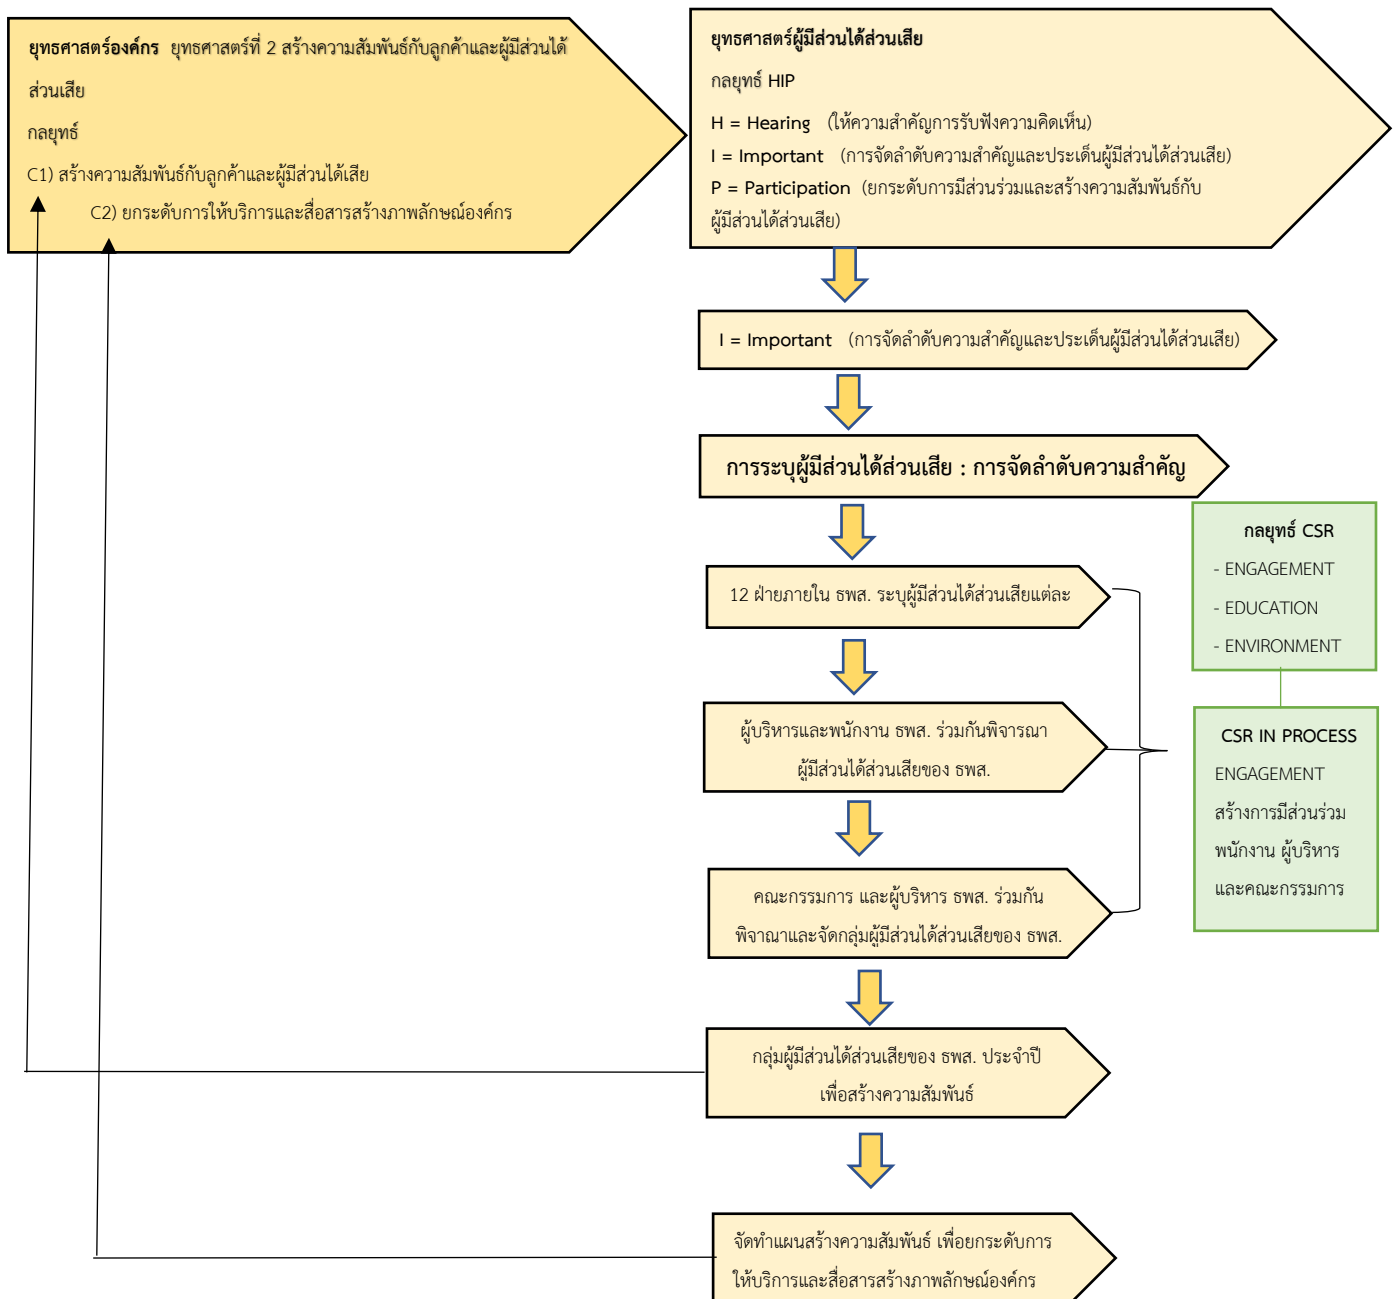 ยุทธศาสตร์องค์กร ยุทธศาสตร์ที่ 2 สร้างความสัมพันธ์กับลูกค้าและผู้มีส่วนได้
ส่วนเสีย
กลยุทธ์
C1) สร้างความสัมพันธ์กับลูกค้าและผู้มีส่วนได้เสีย
C2) ยกระดับการให้บริการและสื่อสารสร้างภาพลักษณ์องค์กร
ยุทธศาสตร์ผู้มีส่วนได้ส่วนเสีย
กลยุทธ์ HIP
H = Hearing (ให้ความสำคัญการรับฟังความคิดเห็น)
I = Important (การจัดลำดับความสำคัญและประเด็นผู้มีส่วนได้ส่วนเสีย)
P = Participation (ยกระดับการมีส่วนร่วมและสร้างความสัมพันธ์กับ
ผู้มีส่วนได้ส่วนเสีย)
I = Important (การจัดลำดับความสำคัญและประเด็นผู้มีส่วนได้ส่วนเสีย)
การระบุผู้มีส่วนได้ส่วนเสีย : การจัดลำดับความสำคัญ
12 ฝ่ายภายใน ธพส. ระบุผู้มีส่วนได้ส่วนเสียแต่ละ
ผู้บริหารและพนักงาน ธพส. ร่วมกันพิจารณา
ผู้มีส่วนได้ส่วนเสียของ ธพส.
คณะกรรมการ และผู้บริหาร ธพส. ร่วมกัน
พิจาณาและจัดกลุ่มผู้มีส่วนได้ส่วนเสียของ ธพส.
กลุ่มผู้มีส่วนได้ส่วนเสียของ ธพส. ประจำปี
เพื่อสร้างความสัมพันธ์
จัดทำแผนสร้างความสัมพันธ์ เพื่อยกระดับการ
ให้บริการและสื่อสารสร้างภาพลักษณ์องค์กร
กลยุทธ์ CSR
- ENGAGEMENT
- EDUCATION
- ENVIRONMENT
CSR IN PROCESS
ENGAGEMENT
สร้างการมีส่วนร่วม
พนักงาน ผู้บริหาร
และคณะกรรมการ